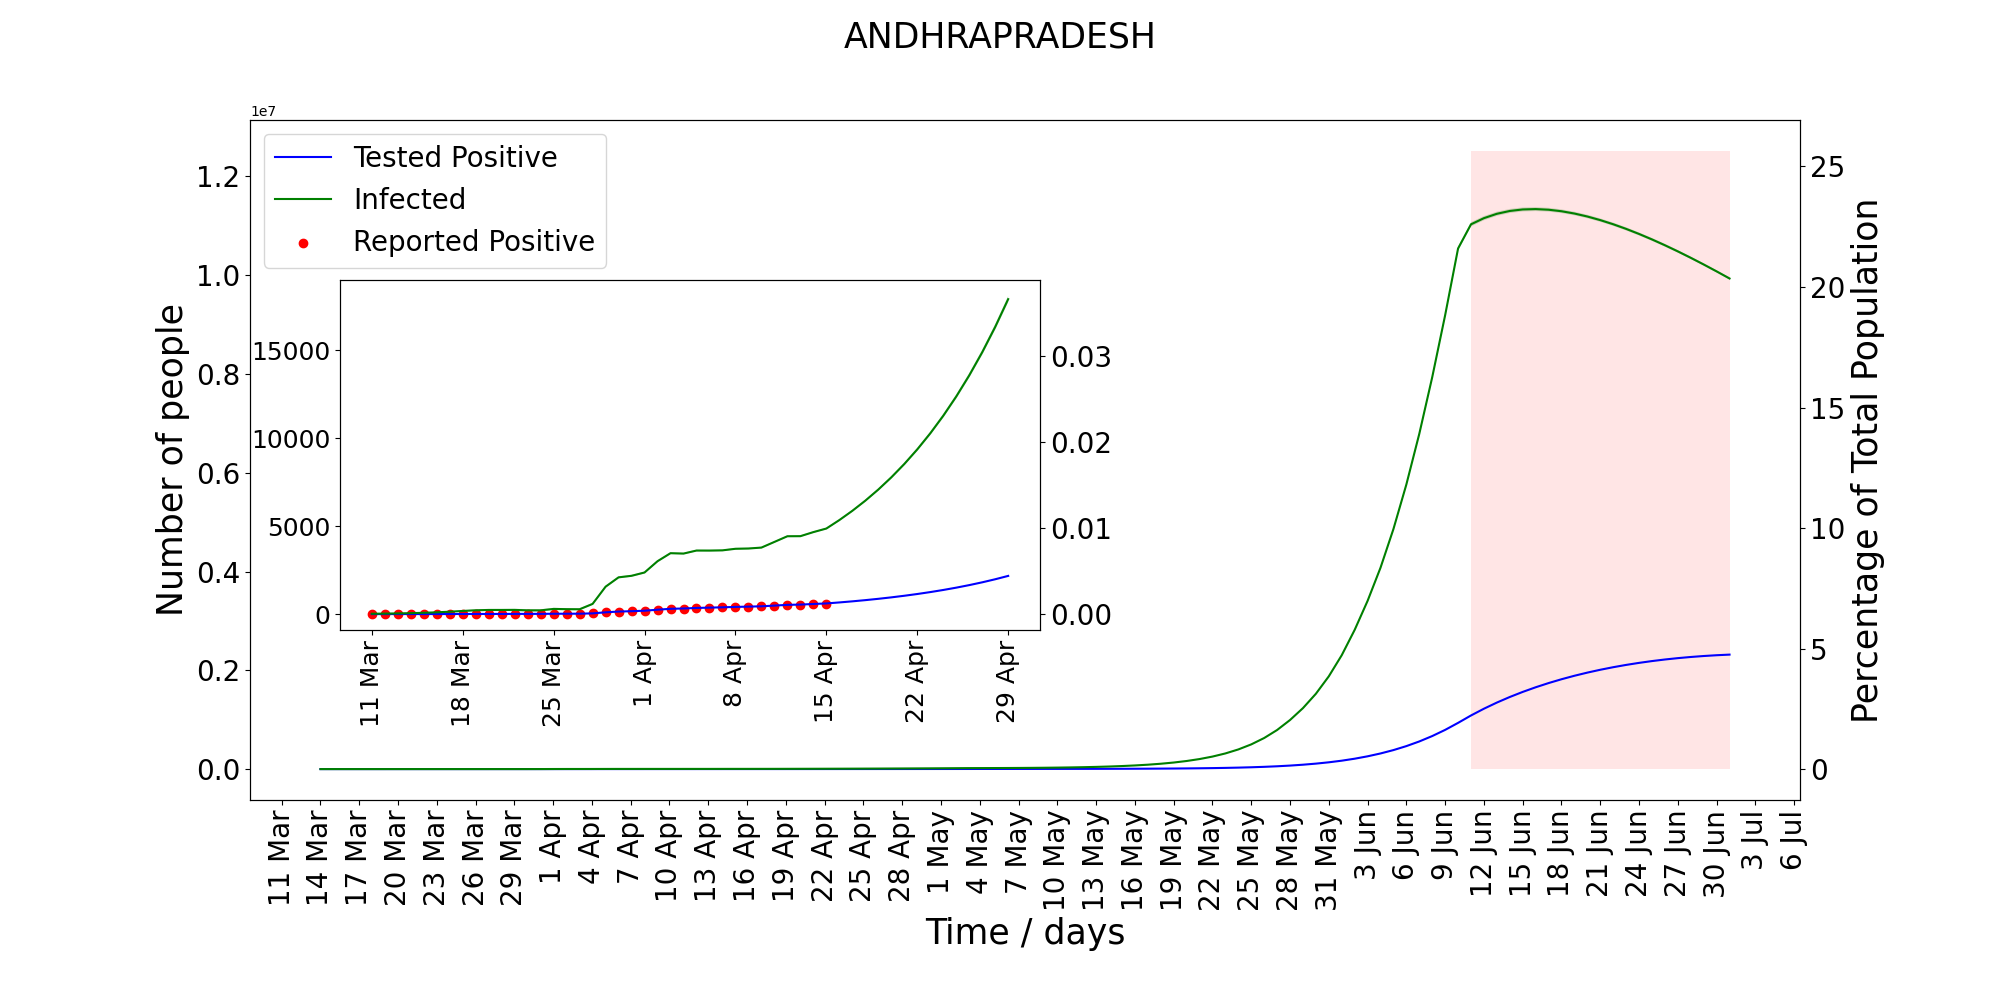 ANDHRAPRADESH
1e7
Tested Positive
Infected
Reported Positive
Number of people
1.2
1.0
0.8
0.6
0.4
0.2
0.0
15000
10000
5000
0
0.03
0.02
0.01
0.00
11 Mar
18 Mar
25 Mar
1 Apr
8 Apr
15 Apr
22 Apr
29 Apr
25
20
15
10
5
0
Percentage of Total Population
11 Mar
14 Mar
17 Mar
20 Mar
23 Mar
26 Mar
29 Mar
1 Apr
4 Apr
7 Apr
10 Apr
13 Apr
16 Apr
19 Apr
22 Apr
25 Apr
28 Apr
1 May
4 May
7 May
10 May
13 May
16 May
19 May
22 May
25 May
28 May
31 May
3 Jun
6 Jun
9 Jun
12 Jun
15 Jun
18 Jun
21 Jun
24 Jun
27 Jun
30 Jun
3 Jul
6 Jul
Time / days